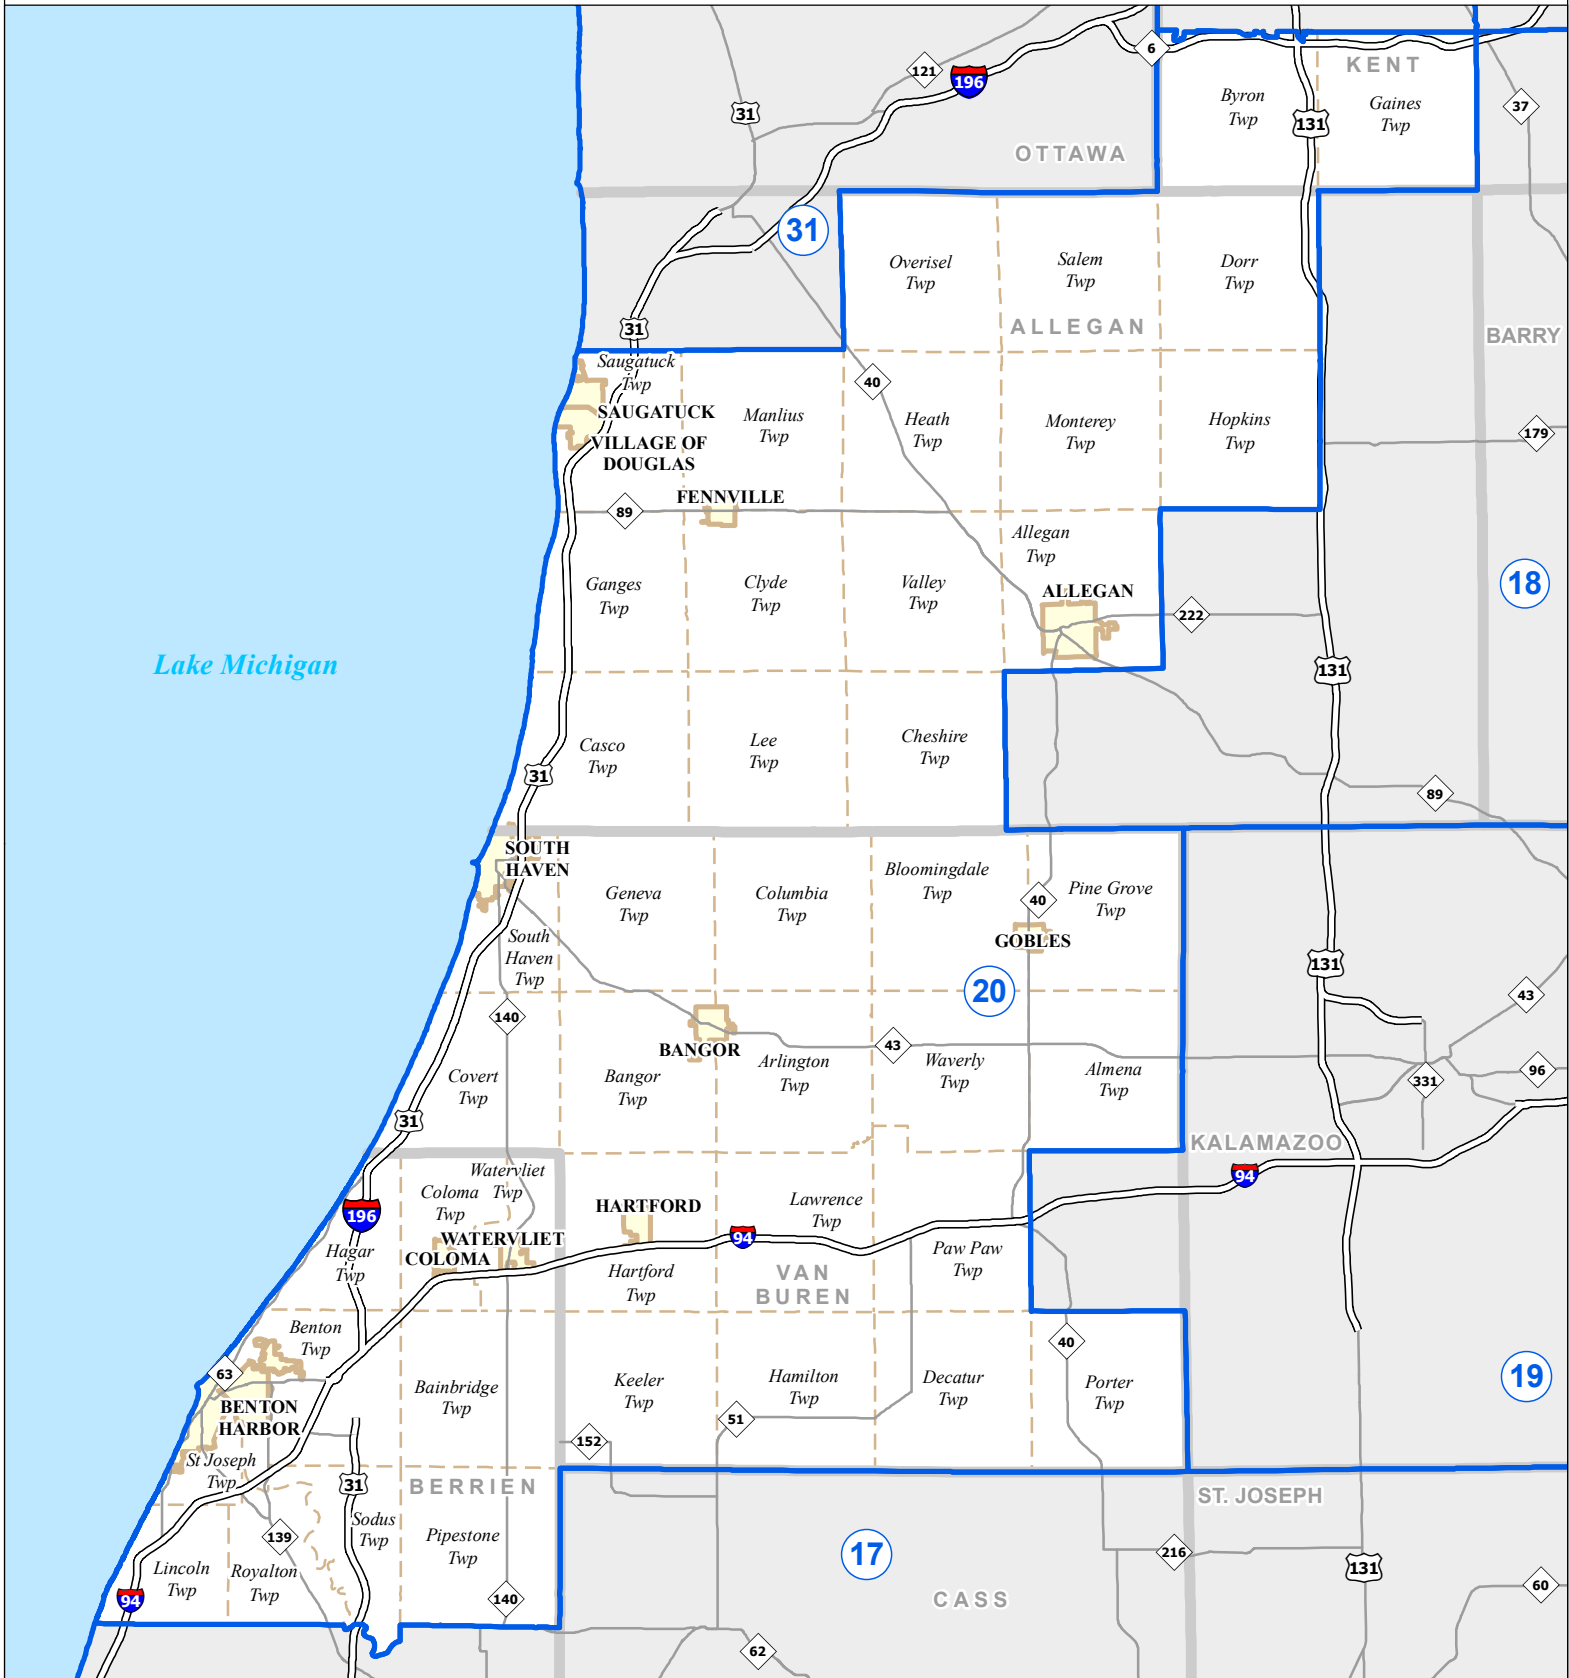 6
KENT
121
196
31
Byron
Twp
Gaines
Twp
37
131
OTTAWA
31
Overisel
Twp
Salem
Twp
Dorr
Twp
ALLEGAN
31
BARRY
Saugatuck
Twp
40
SAUGATUCK
Manlius
Twp
Heath
Twp
Monterey
Twp
Hopkins
Twp
179
VILLAGE OF
DOUGLAS
FENNVILLE
89
Allegan
Twp
Ganges
Twp
Clyde
Twp
Valley
Twp
ALLEGAN
18
222
Lake Michigan
131
Casco
Twp
Lee
Twp
Cheshire
Twp
31
89
SOUTH
HAVEN
Geneva
Twp
Columbia
Twp
Bloomingdale
Twp
40
Pine Grove
Twp
GOBLES
South
Haven
Twp
131
20
43
140
BANGOR
43
Covert
Twp
Bangor
Twp
Arlington
Twp
Waverly
Twp
Almena
Twp
331
96
31
KALAMAZOO
Watervliet
Twp
94
Coloma
Twp
196
HARTFORD
Lawrence
Twp
WATERVLIET
94
COLOMA
Hagar
Twp
Hartford
Twp
VAN
BUREN
Paw Paw
Twp
Benton
Twp
40
63
Bainbridge
Twp
Keeler
Twp
Hamilton
Twp
Decatur
Twp
Porter
Twp
19
BENTON
HARBOR
51
152
St Joseph
Twp
31
BERRIEN
ST. JOSEPH
139
Sodus
Twp
Pipestone
Twp
17
216
Lincoln
Twp
Royalton
Twp
131
94
140
CASS
60
62